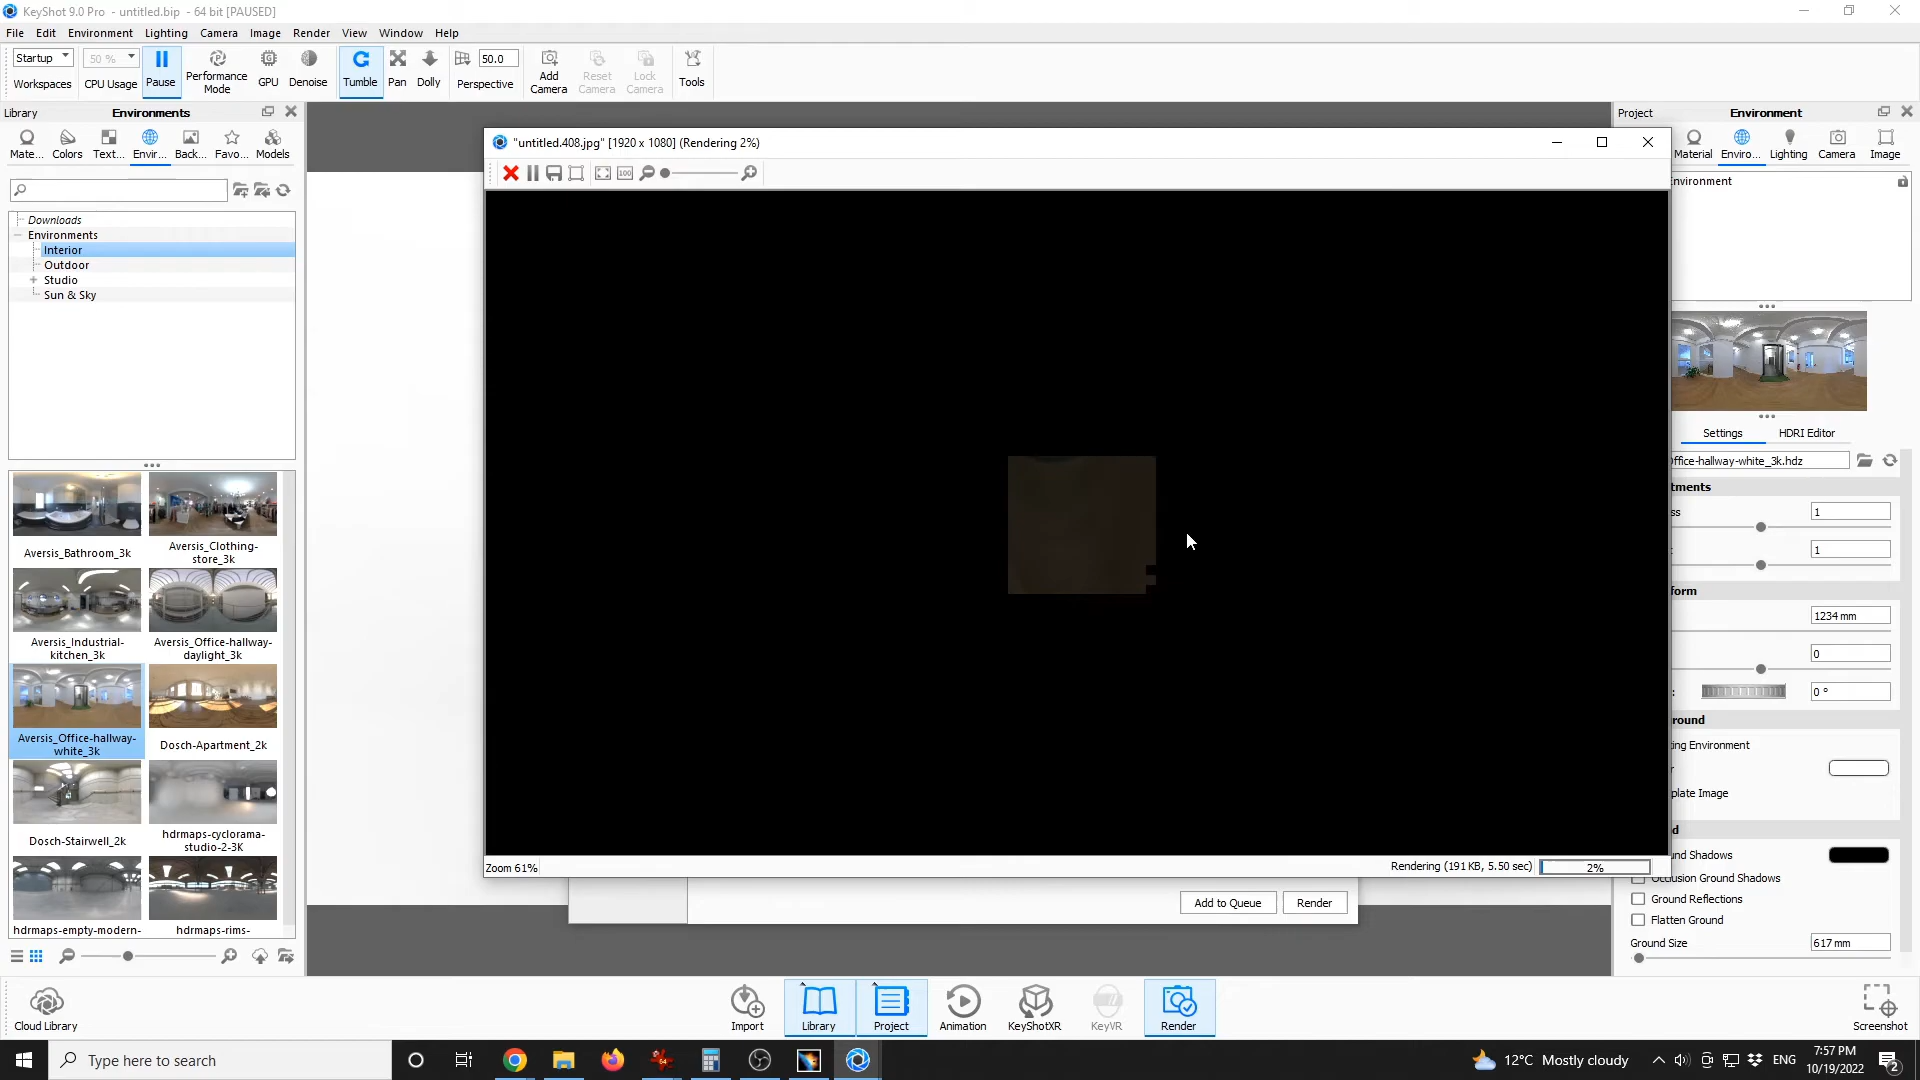 KeyShot 9.0 Pro - untitled.bip - 64 bit [PAUSED]
File Edit Environment Lighting Camera Image Render View Window Help
Startup
50 %
50.0
Workspaces
CPU Usage
Pause
Performance
Mode
GPU
Denoise
Tumble
Pan
Dolly
Perspective
Add
Camera
Reset
Camera
Lock
Camera
Tools
Library
Environments
Mate...
Colors
Text...
Envir...
Back...
Favo...
Models
Downloads
Environments
Interior
Outdoor
Studio
Sun & Sky
Aversis_Bathroom_3k
Aversis_Clothing-
store_3k
Aversis_Industrial-
kitchen_3k
Aversis_Office-hallway-
daylight_3k
Aversis_Office-hallway-
white_3k
Dosch-Apartment_2k
Dosch-Stairwell_2k
hdrmaps-cyclorama-
studio-2-3K
hdrmaps-empty-modern-
hdrmaps-rims-
"untitled.408.jpg" [1920 x 1080] (Rendering 2%)
100
Zoom 61%
Rendering (191 KB, 5.50 sec)
2%
Add to Queue
Render
Project
Environment
Material
Enviro...
Lighting
Camera
Image
Environment
Settings
HDRI Editor
Office-hallway-white_3k.hdz
tments
ss
1
:
1
form
1234 mm
0
:
0 °
round
ing Environment
r
plate Image
d
und Shadows
Occlusion Ground Shadows
Ground Reflections
Flatten Ground
Ground Size
617 mm
Cloud Library
Import
Library
Project
Animation
KeyShotXR
KeyVR
Render
Screenshot
Type here to search
64
12°C Mostly cloudy
ENG
7:57 PM
10/19/2022
2